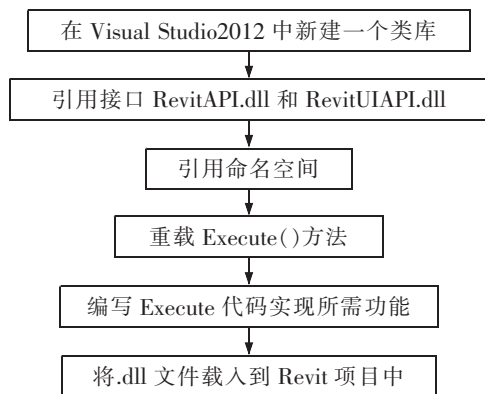 在 Visual Studio2012 中新建一个类库
引用接口 RevitAPI.dll 和 RevitUIAPI.dll
引用命名空间
重载 Execute()方法
编写 Execute 代码实现所需功能
将.dll 文件载入到 Revit 项目中